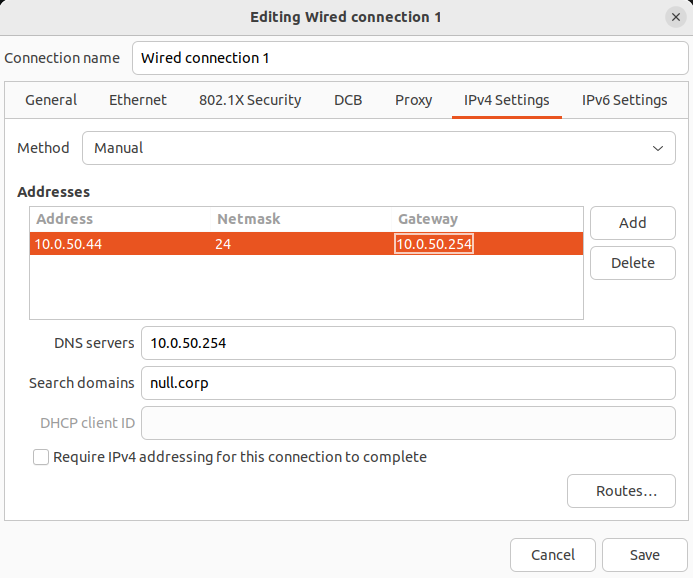 Editing Wired connection 1
Connection name Wired connection 1
General Ethernet 802.1X Security DCB Proxy IPv4 Settings IPv6 Settings
Method Manual
Addresses
Address Netmask Gateway
10.0.50.44 24 10.0.50.254
Add
Delete
DNS servers 10.0.50.254
Search domains null.corp
DHCP client ID
Require IPv4 addressing for this connection to complete
Routes…
Cancel Save